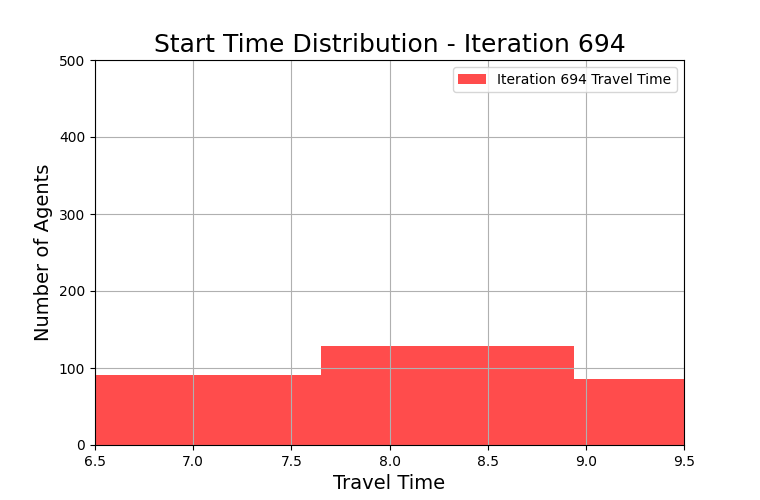 Start Time Distribution - Iteration 694
Iteration 694 Travel Time
Number of Agents
500
400
300
200
100
0
6.5 7.0 7.5 8.0 8.5 9.0 9.5
Travel Time